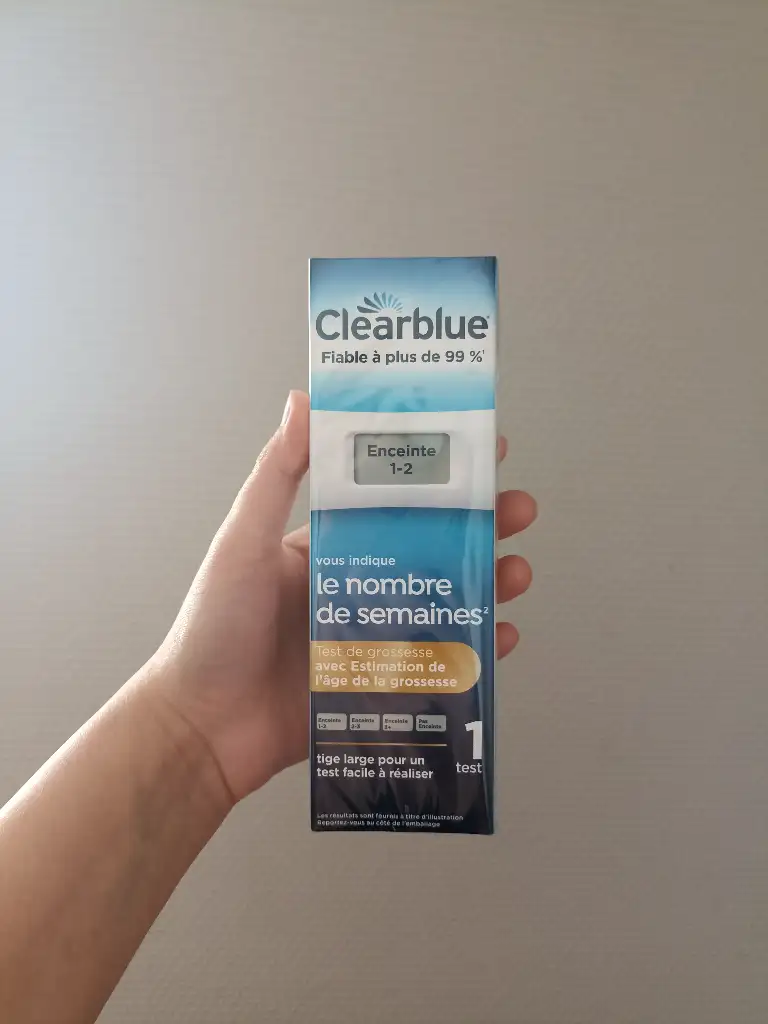 Clearblue®
Fiable à plus de 99 %¹
Enceinte
1-2
vous indique
le nombre
de semaines²
Test de grossesse
avec Estimation de
l'âge de la grossesse
Enceinte Enceinte Enceinte Pas
1-2 2-3 3+ Enceinte
1
test
tige large pour un
test facile à réaliser
Les résultats sont fournis à titre d'illustration
Reportez-vous au côté de l'emballage